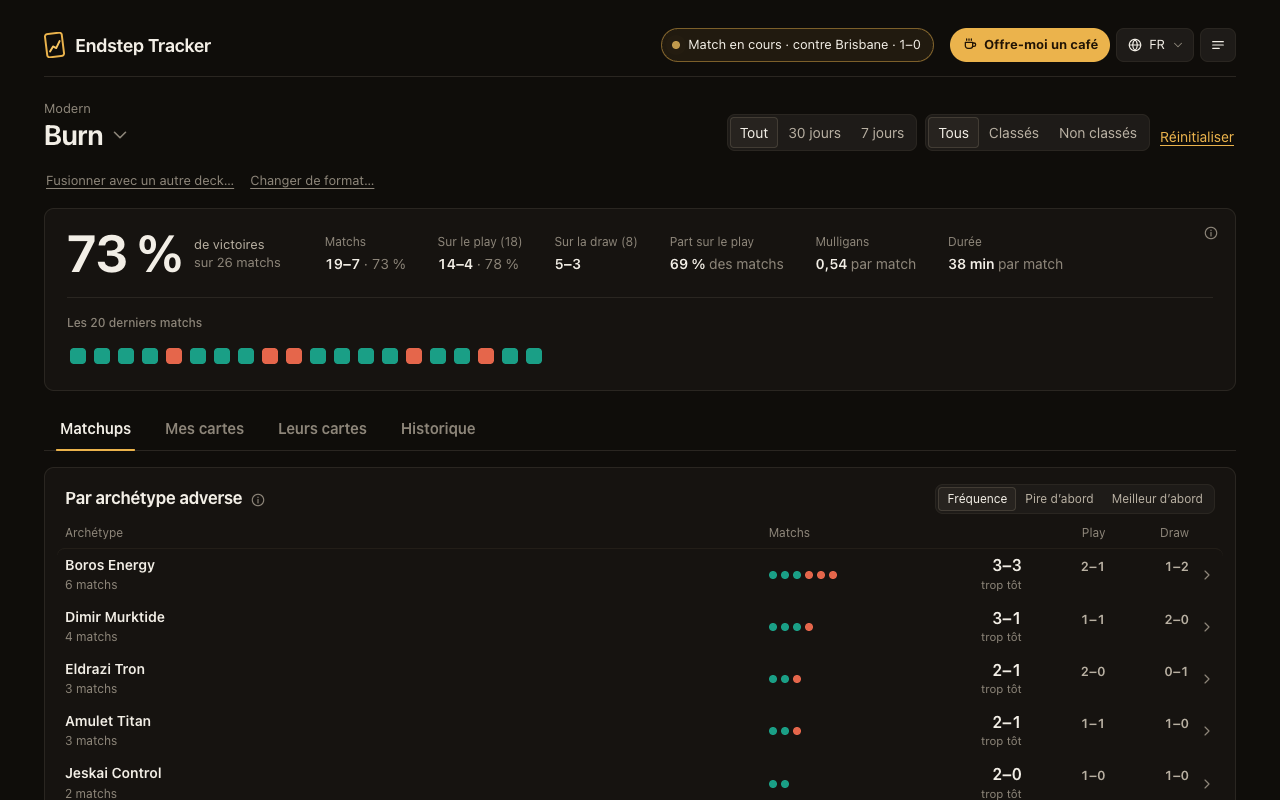 Endstep Tracker
Match en cours · contre Brisbane · 1–0
Offre-moi un café
FR
Modern
Burn
Tout 30 jours 7 jours
Tous Classés Non classés
Réinitialiser
Fusionner avec un autre deck… Changer de format…
73 % de victoires
sur 26 matchs
Matchs
19–7 · 73 %
Sur le play (18)
14–4 · 78 %
Sur la draw (8)
5–3
Part sur le play
69 % des matchs
Mulligans
0,54 par match
Durée
38 min par match
Les 20 derniers matchs
Matchups Mes cartes Leurs cartes Historique
Par archétype adverse
Fréquence Pire d’abord Meilleur d’abord
Archétype Matchs Play Draw
Boros Energy 3–3 2–1 1–2
6 matchs trop tôt
Dimir Murktide 3–1 1–1 2–0
4 matchs trop tôt
Eldrazi Tron 2–1 2–0 0–1
3 matchs trop tôt
Amulet Titan 2–1 1–1 1–0
3 matchs trop tôt
Jeskai Control 2–0 1–0 1–0
2 matchs trop tôt